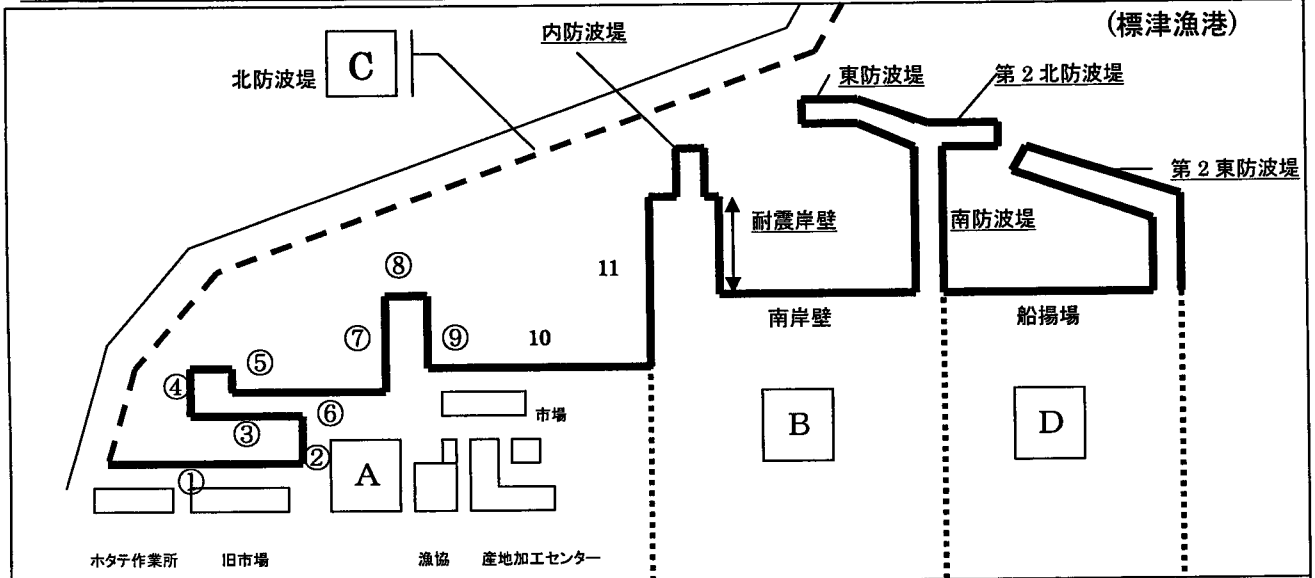 (標津漁港)
内防波堤
北防波堤
C
東防波堤
第2北防波堤
第2東防波堤
耐震岸壁
南防波堤
⑧
11
南岸壁
船揚場
⑦
⑨
10
⑤
④
⑥
市場
③
②
A
B
D
①
ホタテ作業所
旧市場
漁協
産地加工センター